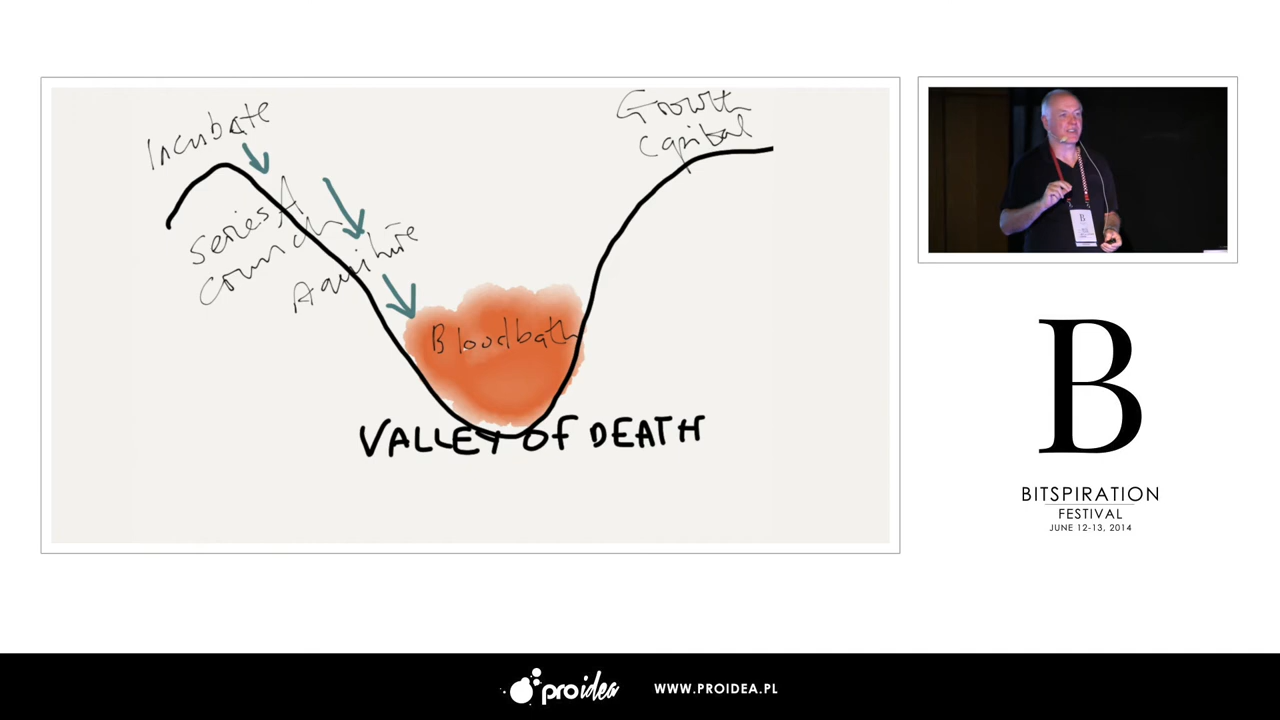 Incubate
Series A
crunch
Aquihire
Bloodbath
VALLEY OF DEATH
Growth
capital
B
B
BITSPIRATION
FESTIVAL
JUNE 12-13, 2014
proidea
WWW.PROIDEA.PL